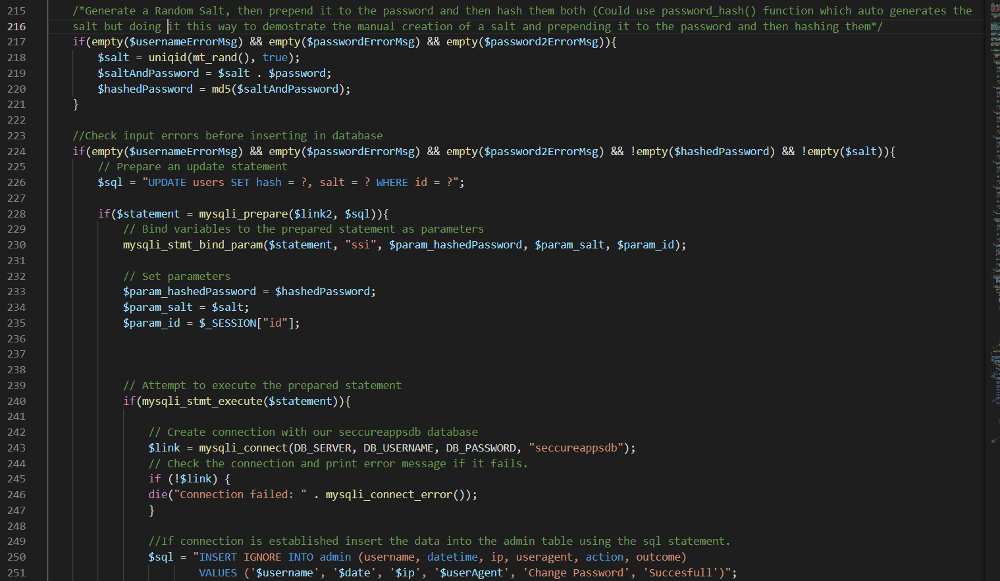 215 /*Generate a Random Salt, then prepend it to the password and then hash them both (Could use password_hash() function which auto generates the
216 salt but doing it this way to demostrate the manual creation of a salt and prepending it to the password and then hashing them*/
217 if(empty($usernameErrorMsg) && empty($passwordErrorMsg) && empty($password2ErrorMsg)){
218 $salt = uniqid(mt_rand(), true);
219 $saltAndPassword = $salt . $password;
220 $hashedPassword = md5($saltAndPassword);
221 }
222
223 //Check input errors before inserting in database
224 if(empty($usernameErrorMsg) && empty($passwordErrorMsg) && empty($password2ErrorMsg) && !empty($hashedPassword) && !empty($salt)){
225 // Prepare an update statement
226 $sql = "UPDATE users SET hash = ?, salt = ? WHERE id = ?";
227
228 if($statement = mysqli_prepare($link2, $sql)){
229 // Bind variables to the prepared statement as parameters
230 mysqli_stmt_bind_param($statement, "ssi", $param_hashedPassword, $param_salt, $param_id);
231
232 // Set parameters
233 $param_hashedPassword = $hashedPassword;
234 $param_salt = $salt;
235 $param_id = $_SESSION["id"];
236
237
238
239 // Attempt to execute the prepared statement
240 if(mysqli_stmt_execute($statement)){
241
242 // Create connection with our seccureappsdb database
243 $link = mysqli_connect(DB_SERVER, DB_USERNAME, DB_PASSWORD, "seccureappsdb");
244 // Check the connection and print error message if it fails.
245 if (!$link) {
246 die("Connection failed: " . mysqli_connect_error());
247 }
248
249 //If connection is established insert the data into the admin table using the sql statement.
250 $sql = "INSERT IGNORE INTO admin (username, datetime, ip, useragent, action, outcome)
251 VALUES ('$username', '$date', '$ip', '$userAgent', 'Change Password', 'Succesfull')";